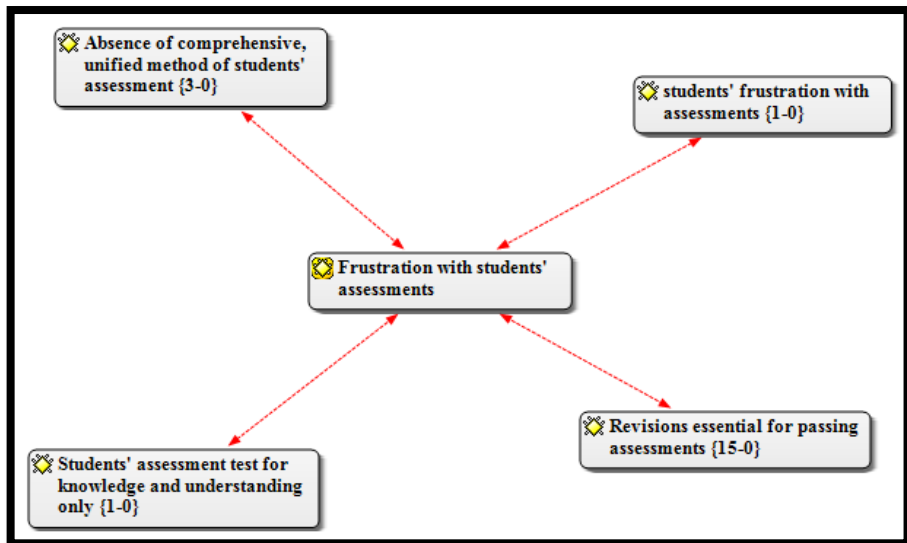 Absence of comprehensive,
unified method of students'
assessment {3-0}
students' frustration with
assessments {1-0}
Frustration with students'
assessments
Revisions essential for passing
assessments {15-0}
Students' assessment test for
knowledge and understanding
only {1-0}